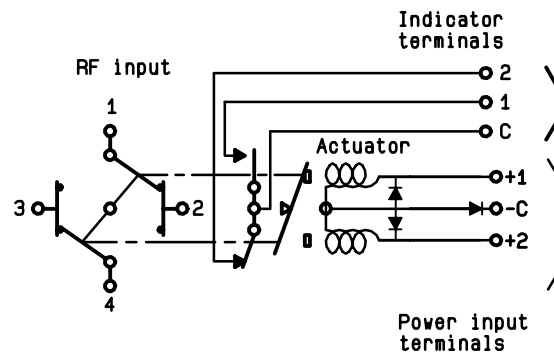 Indicator
terminals
RF input
2
1
1
C
Actuator
+1
3
2
-C
+2
4
Power input
terminals